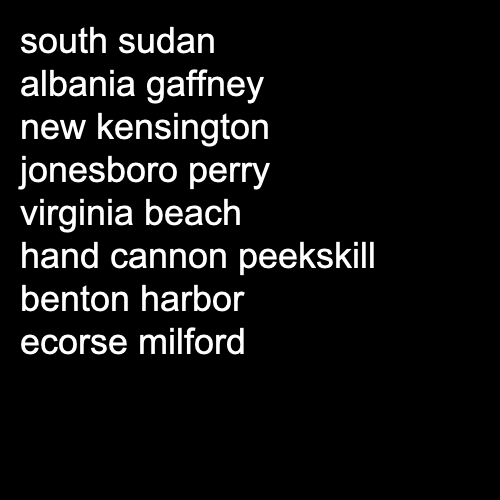 south sudan
albania gaffney
new kensington
jonesboro perry
virginia beach
hand cannon peekskill
benton harbor
ecorse milford